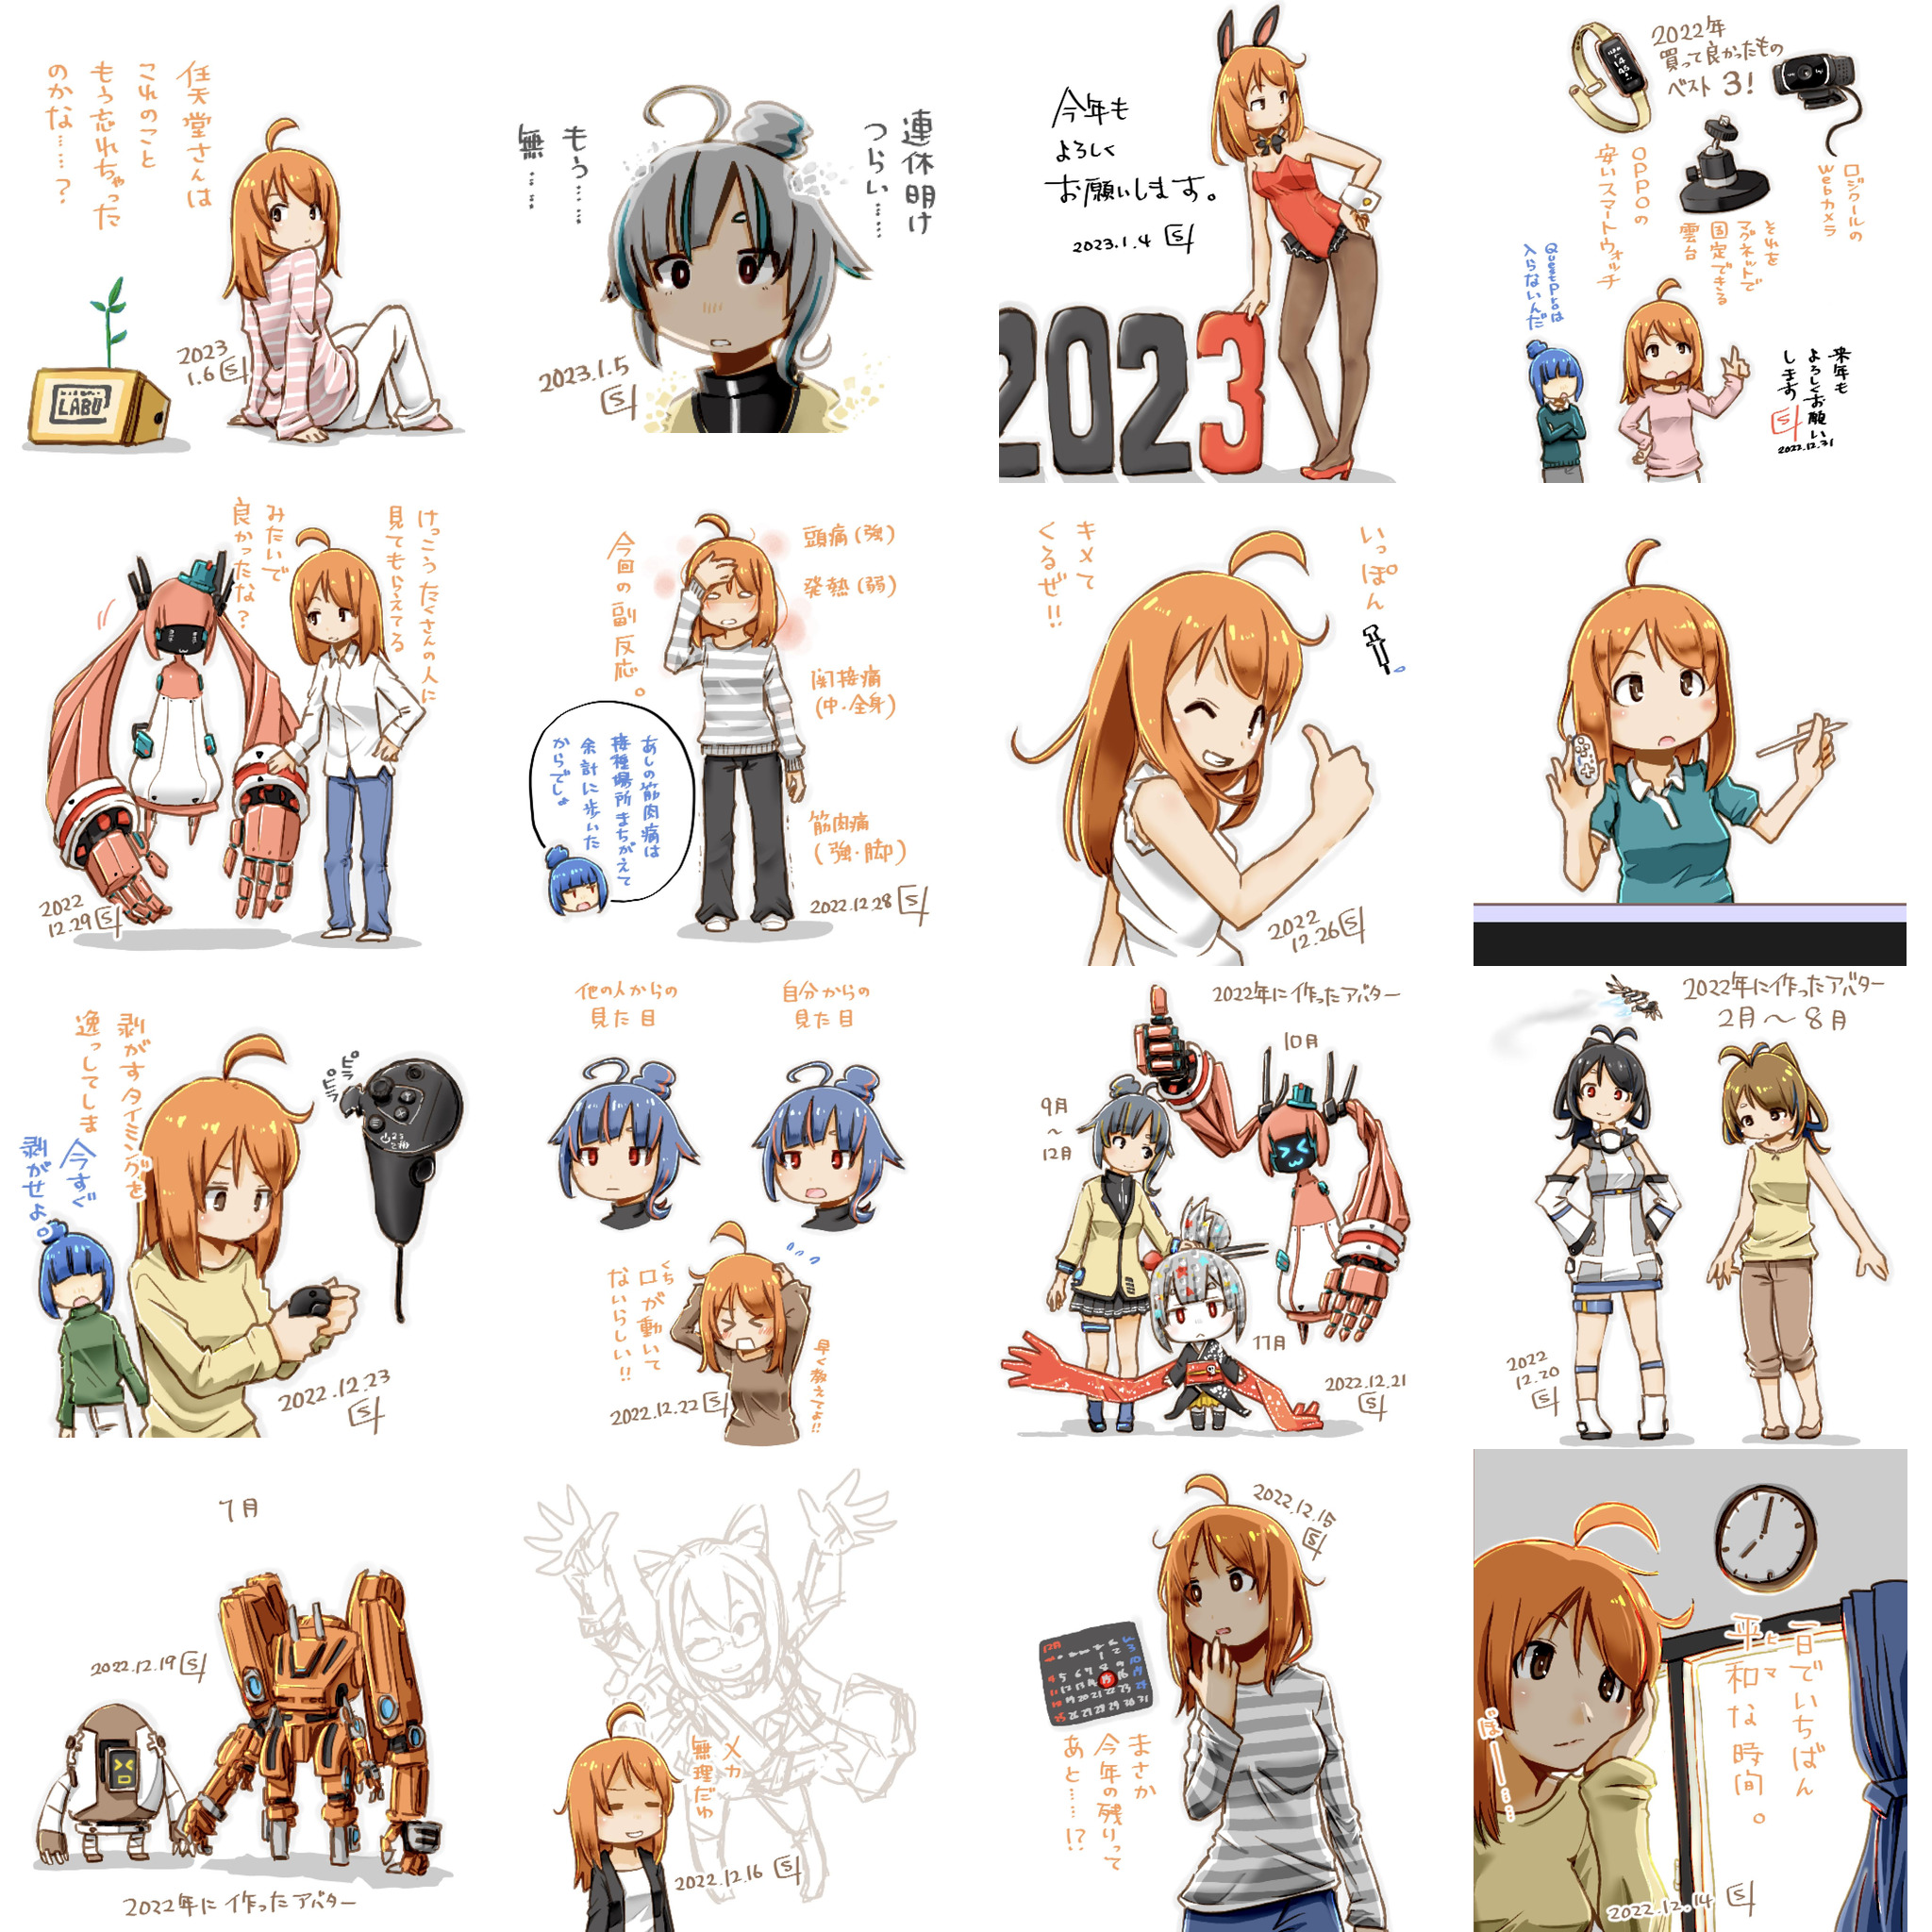 任天堂さんは
これのこと
もう忘れちゃった
のかな……?
LABO
2023
1.6
連休明け
つらい……
もう……
無……
2023.1.5
今年も
よろしく
お願いします。
2023.1.4
2023
2022年
買って良かったもの
ベスト3!
ロジクールの
Webカメラ
それを
マグネットで
固定できる
雲台
OPPOの
安いスマートウォッチ
QuestProは
入らないんだ
来年も
よろしくお願い
します
2022.12.31
けっこうたくさんの人に
見てもらえてる
みたいで
良かったな?
2022
12.29
今回の副反応。
頭痛(強)
発熱(弱)
関接痛
(中・全身)
筋肉痛
(強・脚)
あしの筋肉痛は
接種場所まちがえて
余計に歩いた
からでしょ
2022.12.28
いっぽん
キメて
くるぜ!!
2022
12.26
剥がすタイミングを
逸っしてしま
今すぐ
剥がせよ。
ピラ
ピラ
2022.12.23
他の人からの
見た目
自分からの
見た目
口が動いて
くち
ないらしい!!
早く教えてよ!!
2022.12.22
2022年に作ったアバター
10月
9月
〜
12月
11月
2022.12.21
2022年に作ったアバター
2月〜8月
2022
12.20
7月
2022.12.19
2022年に作ったアバター
メカ
無理だわ
2022.12.16
2022.12.15
12月
まさか
今年の残りって
あと……!?
一日でいちばん
平和な時間。
ヒマ
ぼーー……
2022.12.14